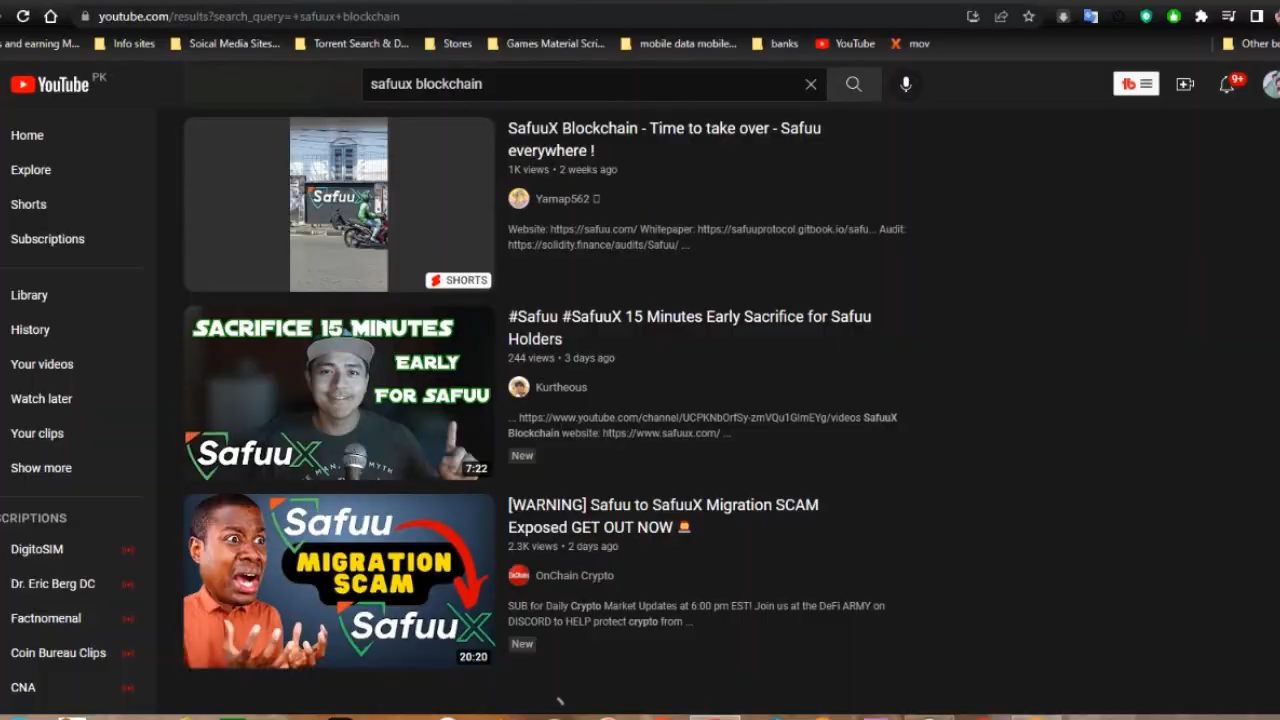 youtube.com/results?search_query=+safuux+blockchain
s and earning M...
Info sites
Soical Media Sites...
Torrent Search & D...
Stores
Games Material Scri...
mobile data mobile...
banks
YouTube
mov
Other bo
YouTube PK
safuux blockchain
9+
Home
Explore
Shorts
Subscriptions
Library
History
Your videos
Watch later
Your clips
Show more
SCRIPTIONS
DigitoSIM
Dr. Eric Berg DC
Factnomenal
Coin Bureau Clips
CNA
SafuuX
SHORTS
SafuuX Blockchain - Time to take over - Safuu
everywhere !
1K views • 2 weeks ago
Yamap562
Website: https://safuu.com/ Whitepaper: https://safuuprotocol.gitbook.io/safu... Audit:
https://solidity.finance/audits/Safuu/ ...
SACRIFICE 15 MINUTES
EARLY
FOR SAFUU
SafuuX
7:22
#Safuu #SafuuX 15 Minutes Early Sacrifice for Safuu
Holders
244 views • 3 days ago
Kurtheous
... https://www.youtube.com/channel/UCPKNbOrfSy-zmVQu1GlmEYg/videos SafuuX
Blockchain website: https://www.safuux.com/ ...
New
Safuu
MIGRATION
SCAM
SafuuX
20:20
[WARNING] Safuu to SafuuX Migration SCAM
Exposed GET OUT NOW
2.3K views • 2 days ago
OnChain Crypto
SUB for Daily Crypto Market Updates at 6:00 pm EST! Join us at the DeFi ARMY on
DISCORD to HELP protect crypto from ...
New